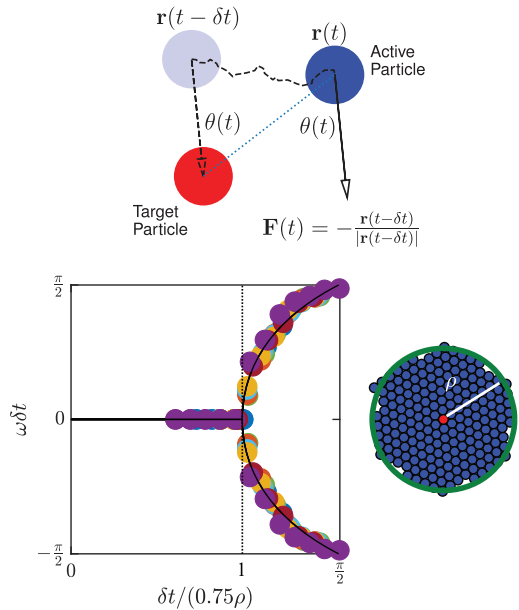 r(t − δt)
r(t)
Active
Particle
θ(t)
θ(t)
Target
Particle
F(t) = − r(t−δt) / |r(t−δt)|
π/2
ωδt
0
−π/2
0
1
π/2
δt/(0.75ρ)
ρ